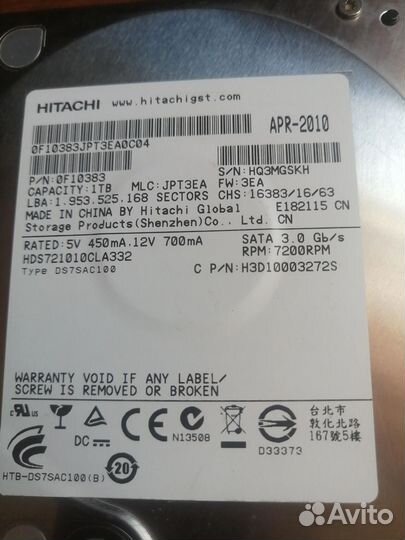 HITACHI www.hitachigst.com
APR-2010
0F10383JPT3EA0C04
S/N: HQ3MGSKH
P/N: 0F10383
CAPACITY: 1TB MLC: JPT3EA FW: 3EA
LBA: 1,953,525,168 SECTORS CHS: 16383/16/63
MADE IN CHINA BY Hitachi Global E182115 CN
Storage Products(Shenzhen)Co., Ltd. CN
RATED: 5V 450mA, 12V 700mA SATA 3.0 Gb/s
HDS721010CLA332 RPM: 7200RPM
Type DS7SAC100 C P/N: H3D10003272S
WARRANTY VOID IF ANY LABEL/
SCREW IS REMOVED OR BROKEN
c RU us
DC
N13508
D33373
台北市
敦化北路
167號5樓
HTB-DS7SAC100(B)
20
Avito